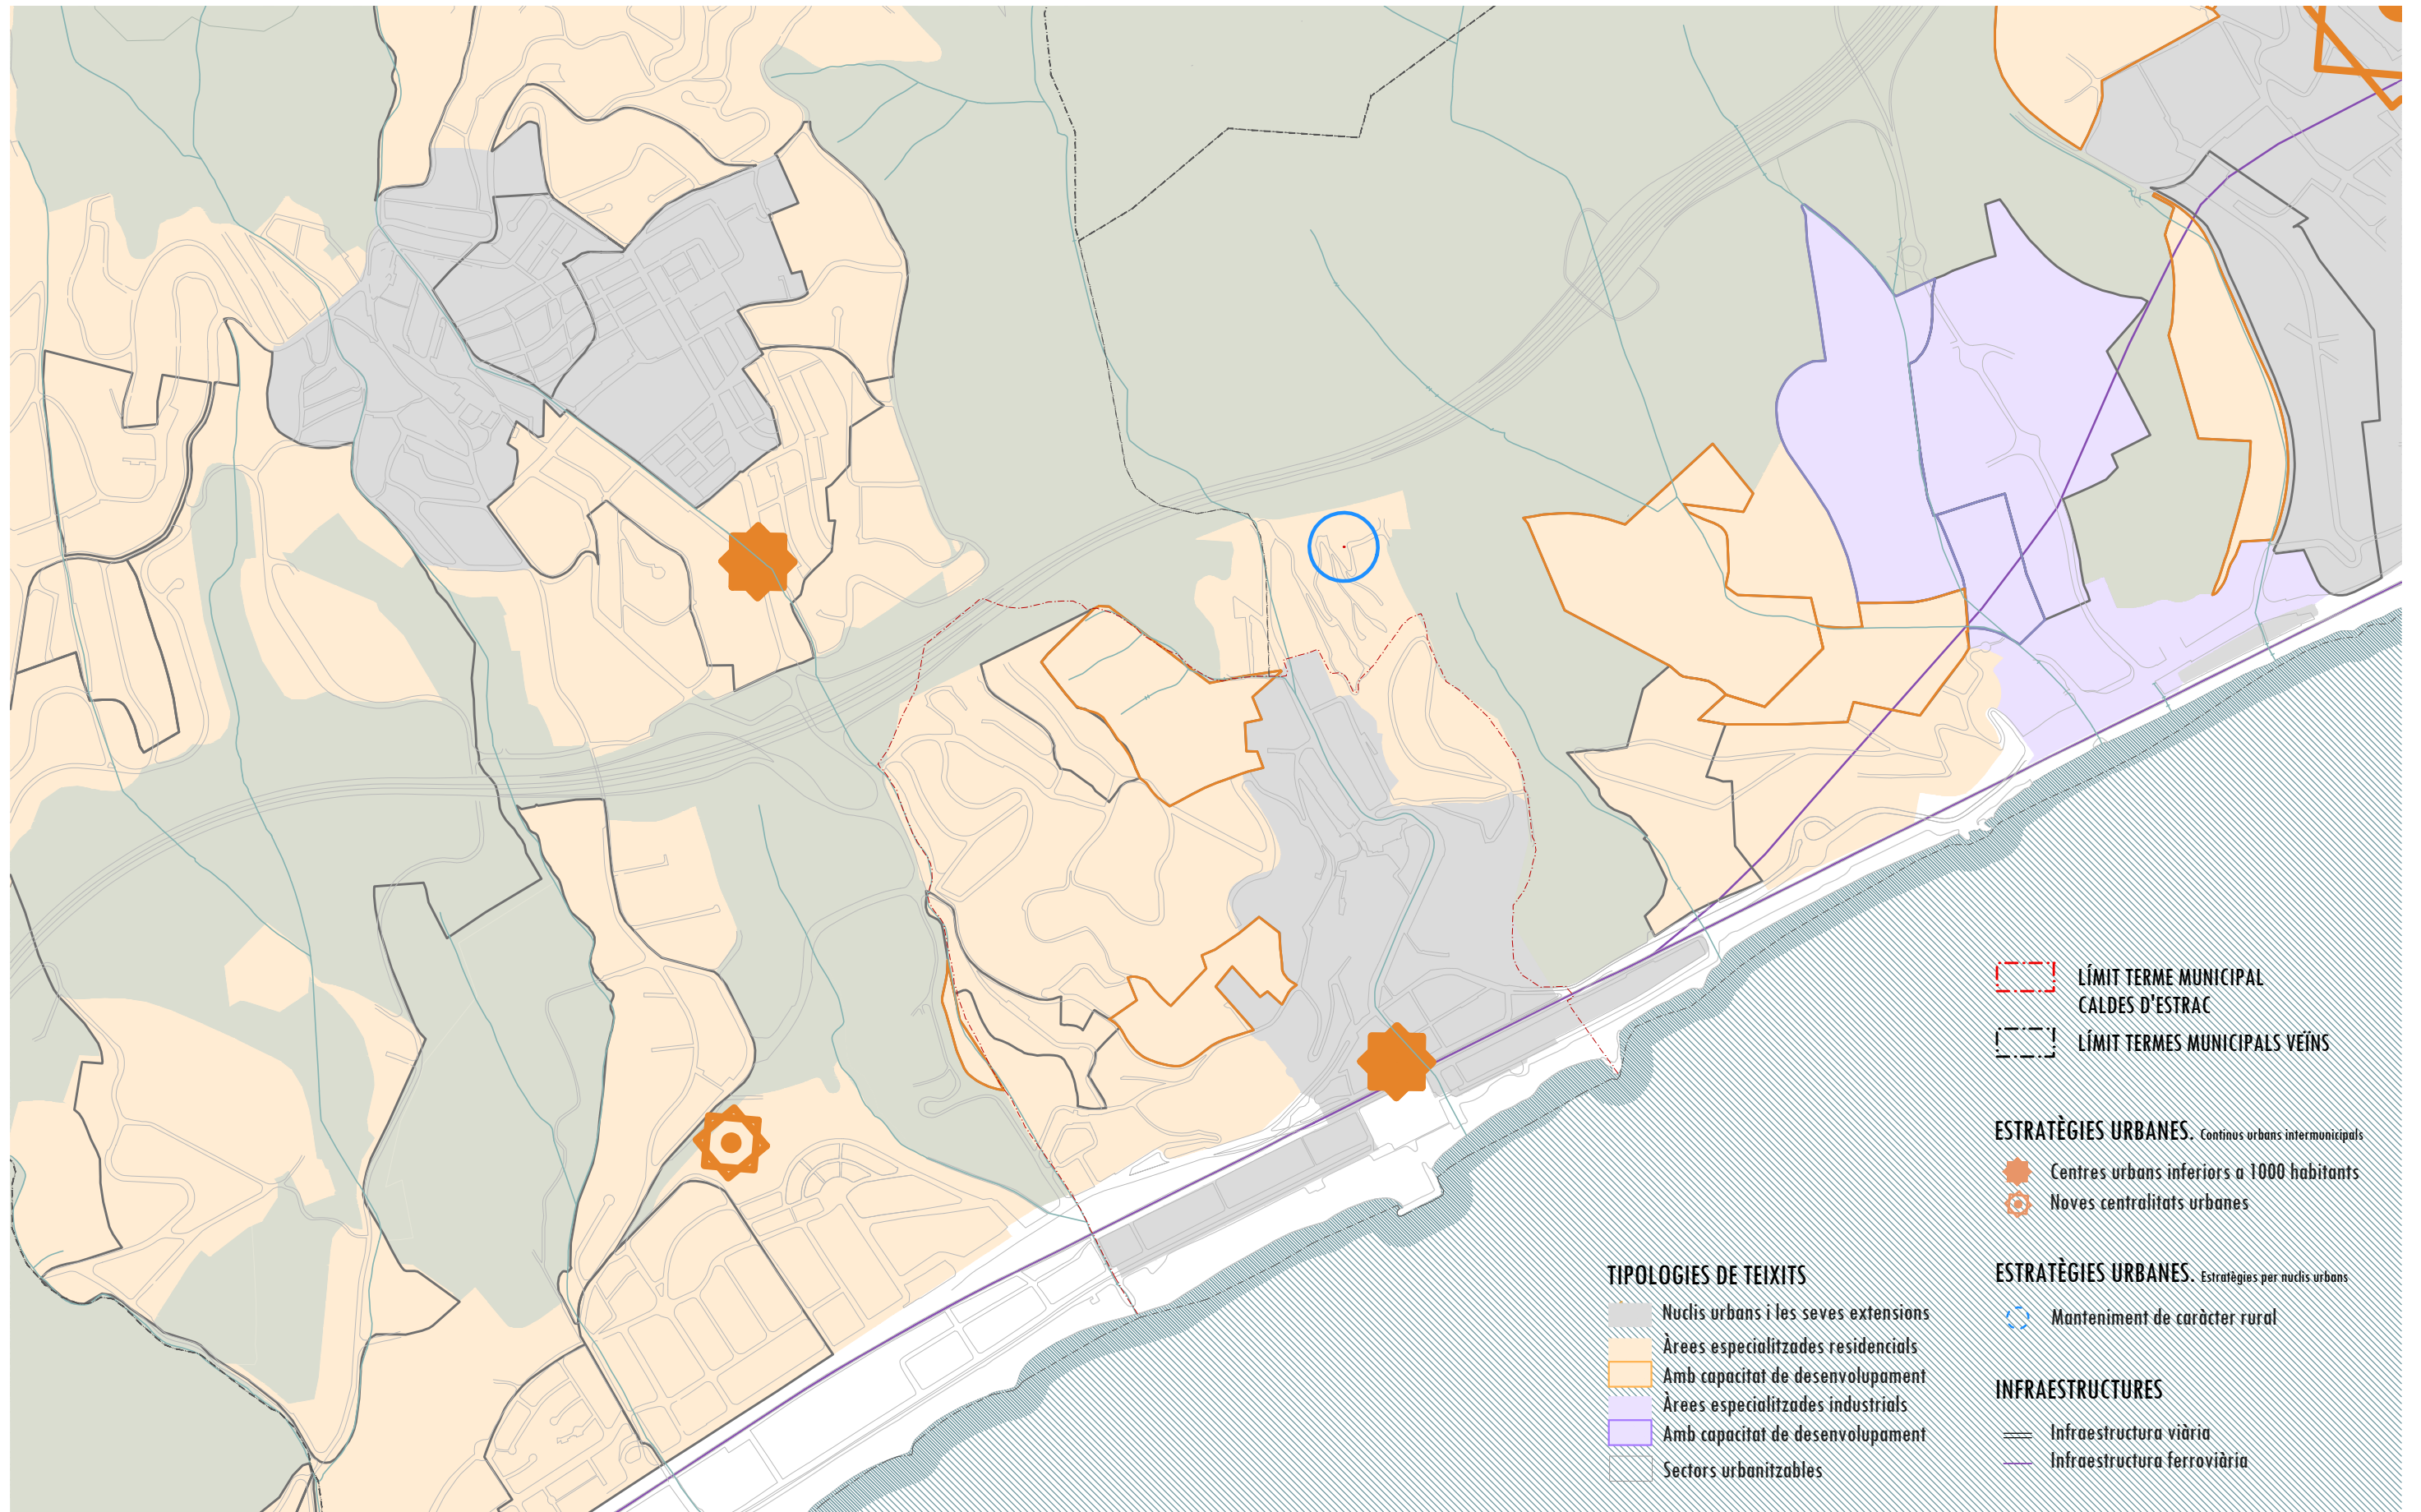 LÍMIT TERME MUNICIPAL
CALDES D'ESTRAC
LÍMIT TERMES MUNICIPALS VEÏNS
ESTRATÈGIES URBANES. Continus urbans intermunicipals
Centres urbans inferiors a 1000 habitants
Noves centralitats urbanes
ESTRATÈGIES URBANES. Estratègies per nuclis urbans
Manteniment de caràcter rural
INFRAESTRUCTURES
Infraestructura viària
Infraestructura ferroviària
TIPOLOGIES DE TEIXITS
Nuclis urbans i les seves extensions
Àrees especialitzades residencials
Amb capacitat de desenvolupament
Àrees especialitzades industrials
Amb capacitat de desenvolupament
Sectors urbanitzables